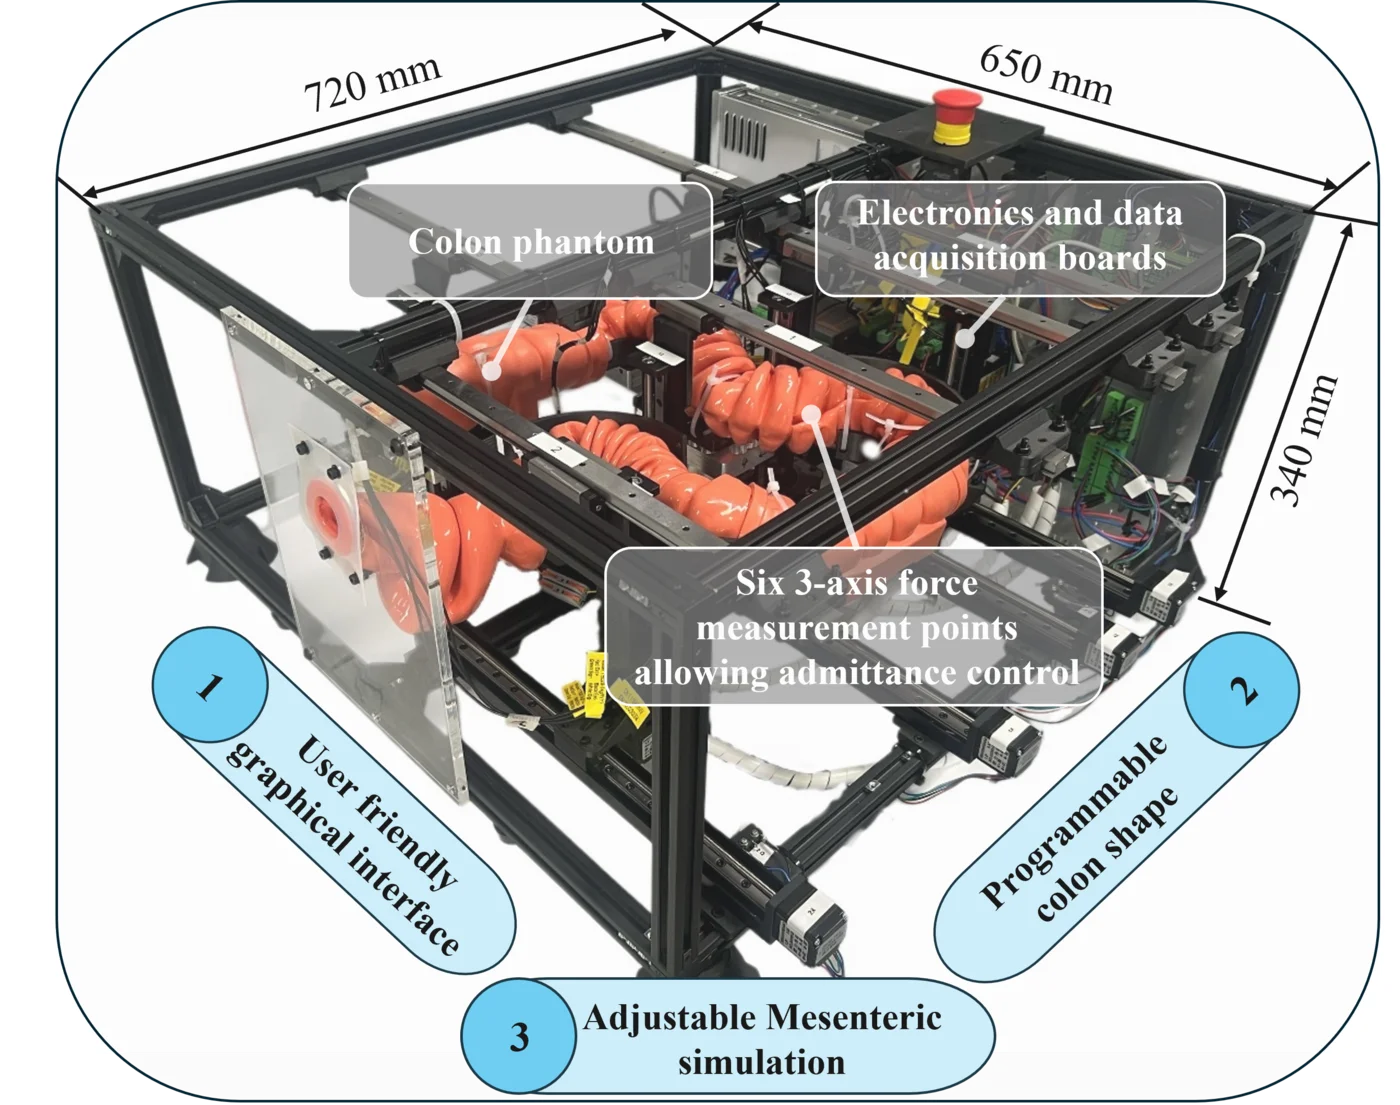 720 mm
650 mm
Colon phantom
Electronics and data
acquisition boards
340 mm
Six 3-axis force
measurement points
allowing admittance control
1
User friendly
graphical interface
2
Programmable
colon shape
3
Adjustable Mesenteric
simulation
2